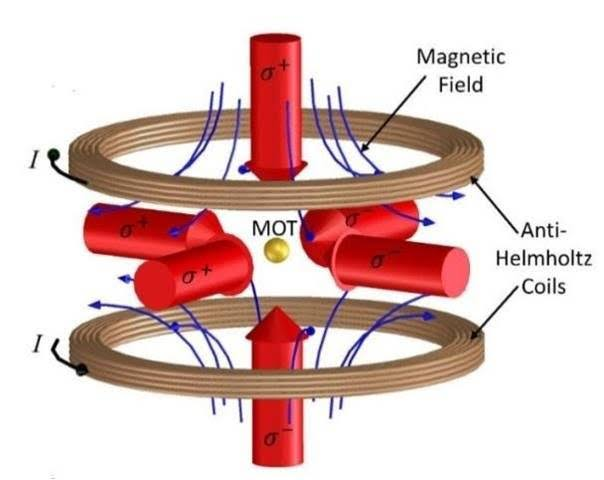 σ⁺
Magnetic
Field
I
σ⁺
MOT
σ⁻
Anti-
Helmholtz
Coils
σ⁺
σ⁻
I
σ⁻